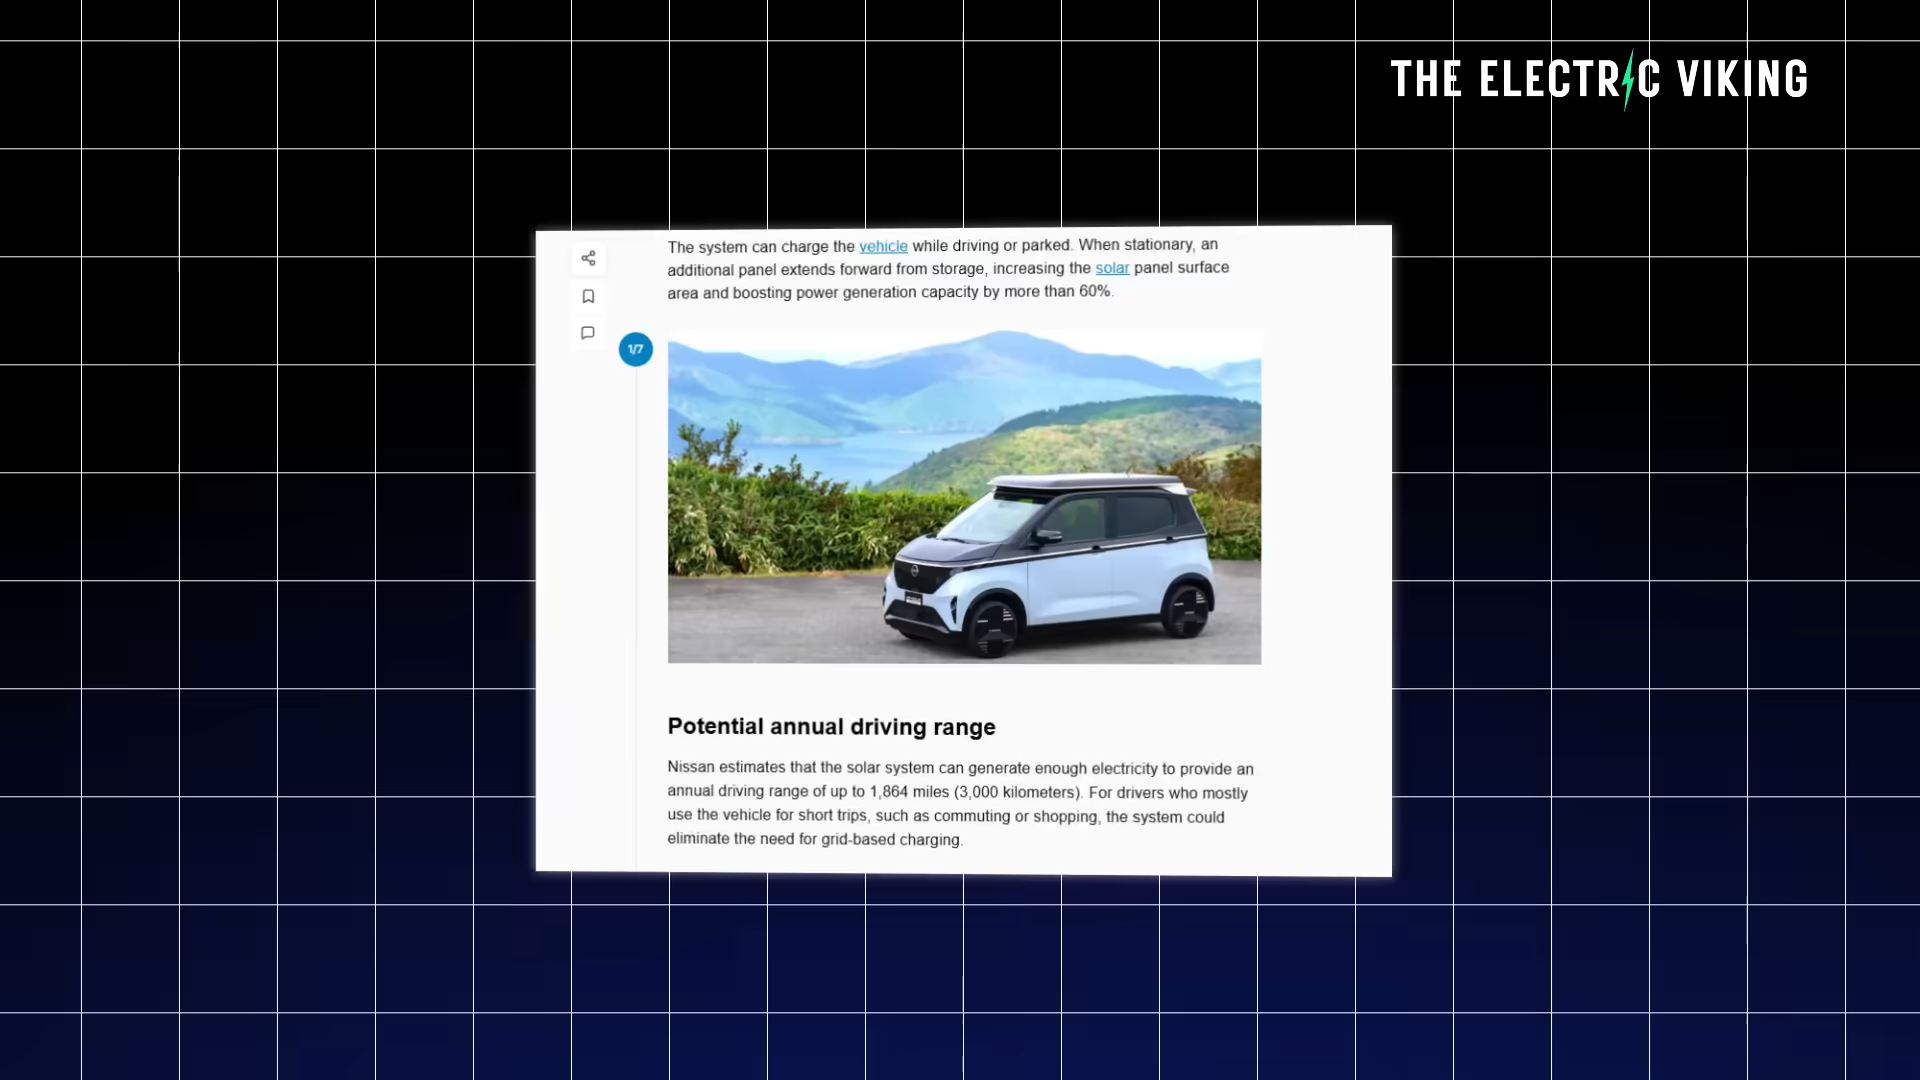 THE ELECTRIC VIKING
The system can charge the vehicle while driving or parked. When stationary, an
additional panel extends forward from storage, increasing the solar panel surface
area and boosting power generation capacity by more than 60%.
1/7
Potential annual driving range
Nissan estimates that the solar system can generate enough electricity to provide an
annual driving range of up to 1,864 miles (3,000 kilometers). For drivers who mostly
use the vehicle for short trips, such as commuting or shopping, the system could
eliminate the need for grid-based charging.